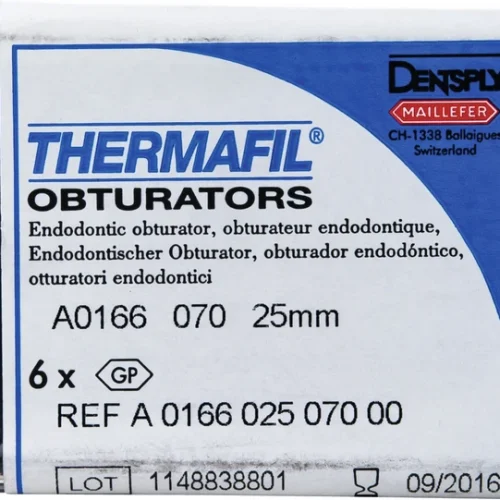 DENSPLY
MAILLEFER
CH-1338 Ballaigues
Switzerland
THERMAFIL®
OBTURATORS
Endodontic obturator, obturateur endodontique,
Endodontischer Obturator, obturador endodóntico,
otturatori endodontici
A0166 070 25mm
6 x GP
REF A 0166 025 070 00
LOT 1148838801 09/2016